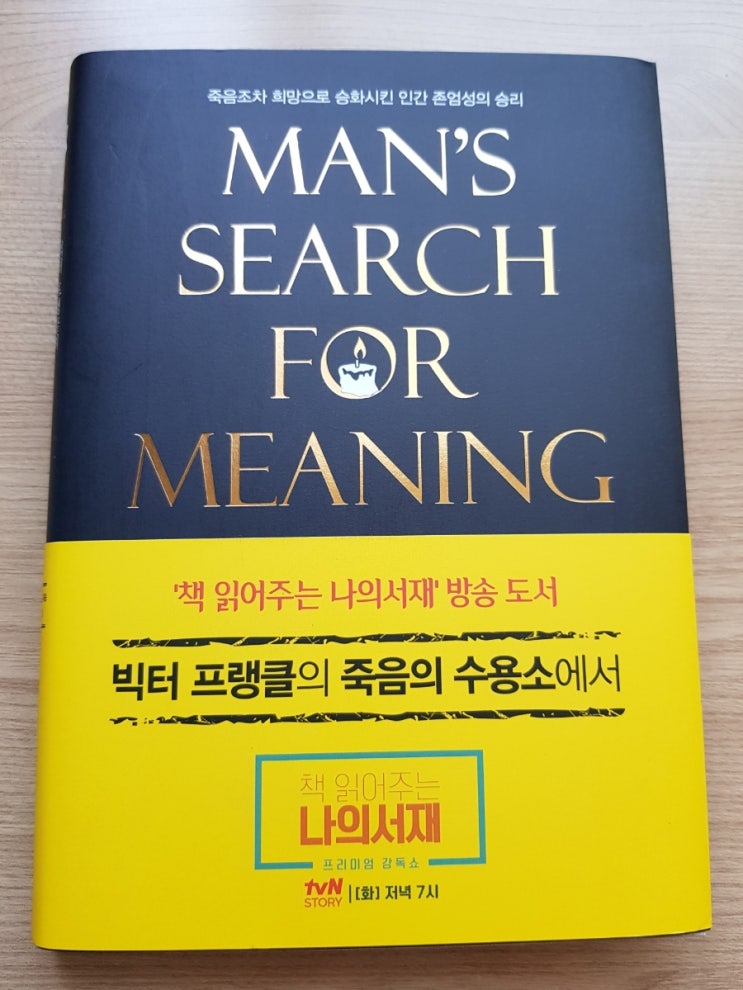 죽음조차 희망으로 승화시킨 인간 존엄성의 승리
MAN'S
SEARCH
FOR
MEANING
'책 읽어주는 나의서재' 방송 도서
빅터 프랭클의 죽음의 수용소에서
책 읽어주는
나의서재
프리미엄 강독쇼
tvN
STORY
[화] 저녁 7시